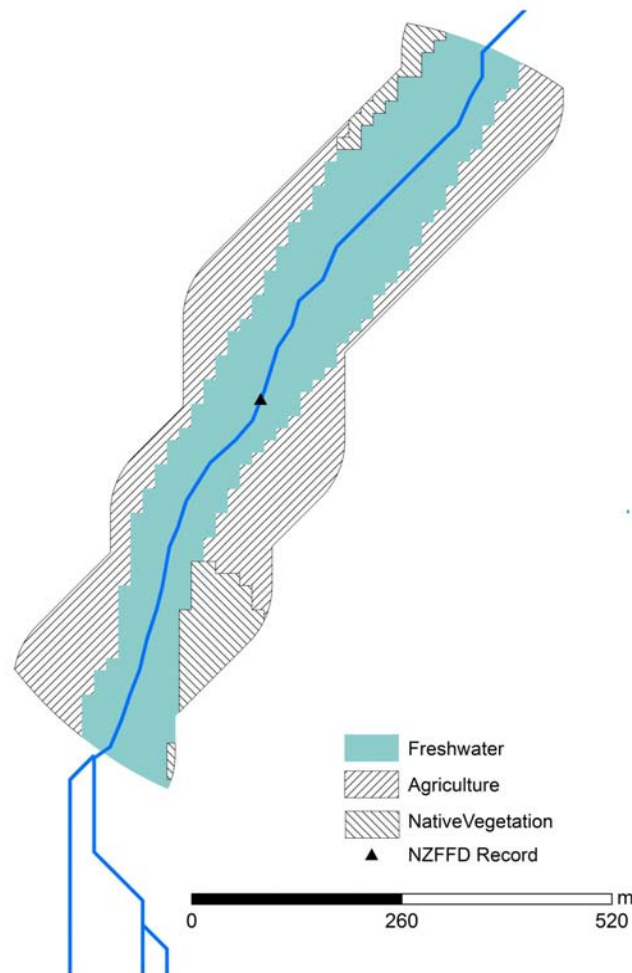 Freshwater
Agriculture
NativeVegetation
NZFFD Record
m
0 260 520